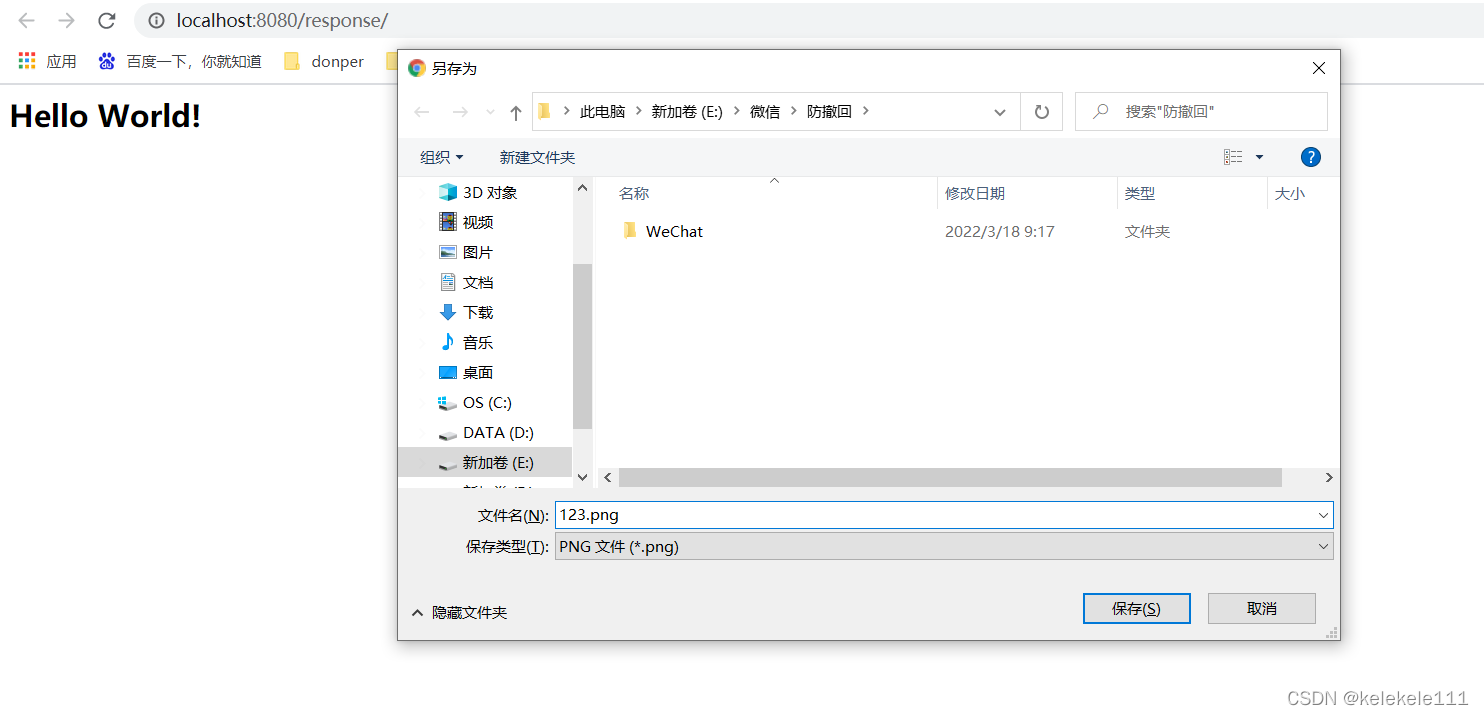 localhost:8080/response/
应用 百度一下，你就知道 donper
Hello World!
另存为
此电脑 新加卷 (E:) 微信 防撤回 搜索"防撤回"
组织 新建文件夹 ?
名称 修改日期 类型 大小
WeChat 2022/3/18 9:17 文件夹
3D 对象
视频
图片
文档
下载
音乐
桌面
OS (C:)
DATA (D:)
新加卷 (E:)
文件名(N): 123.png
保存类型(T): PNG 文件 (*.png)
隐藏文件夹 保存(S) 取消
CSDN @kelekele111